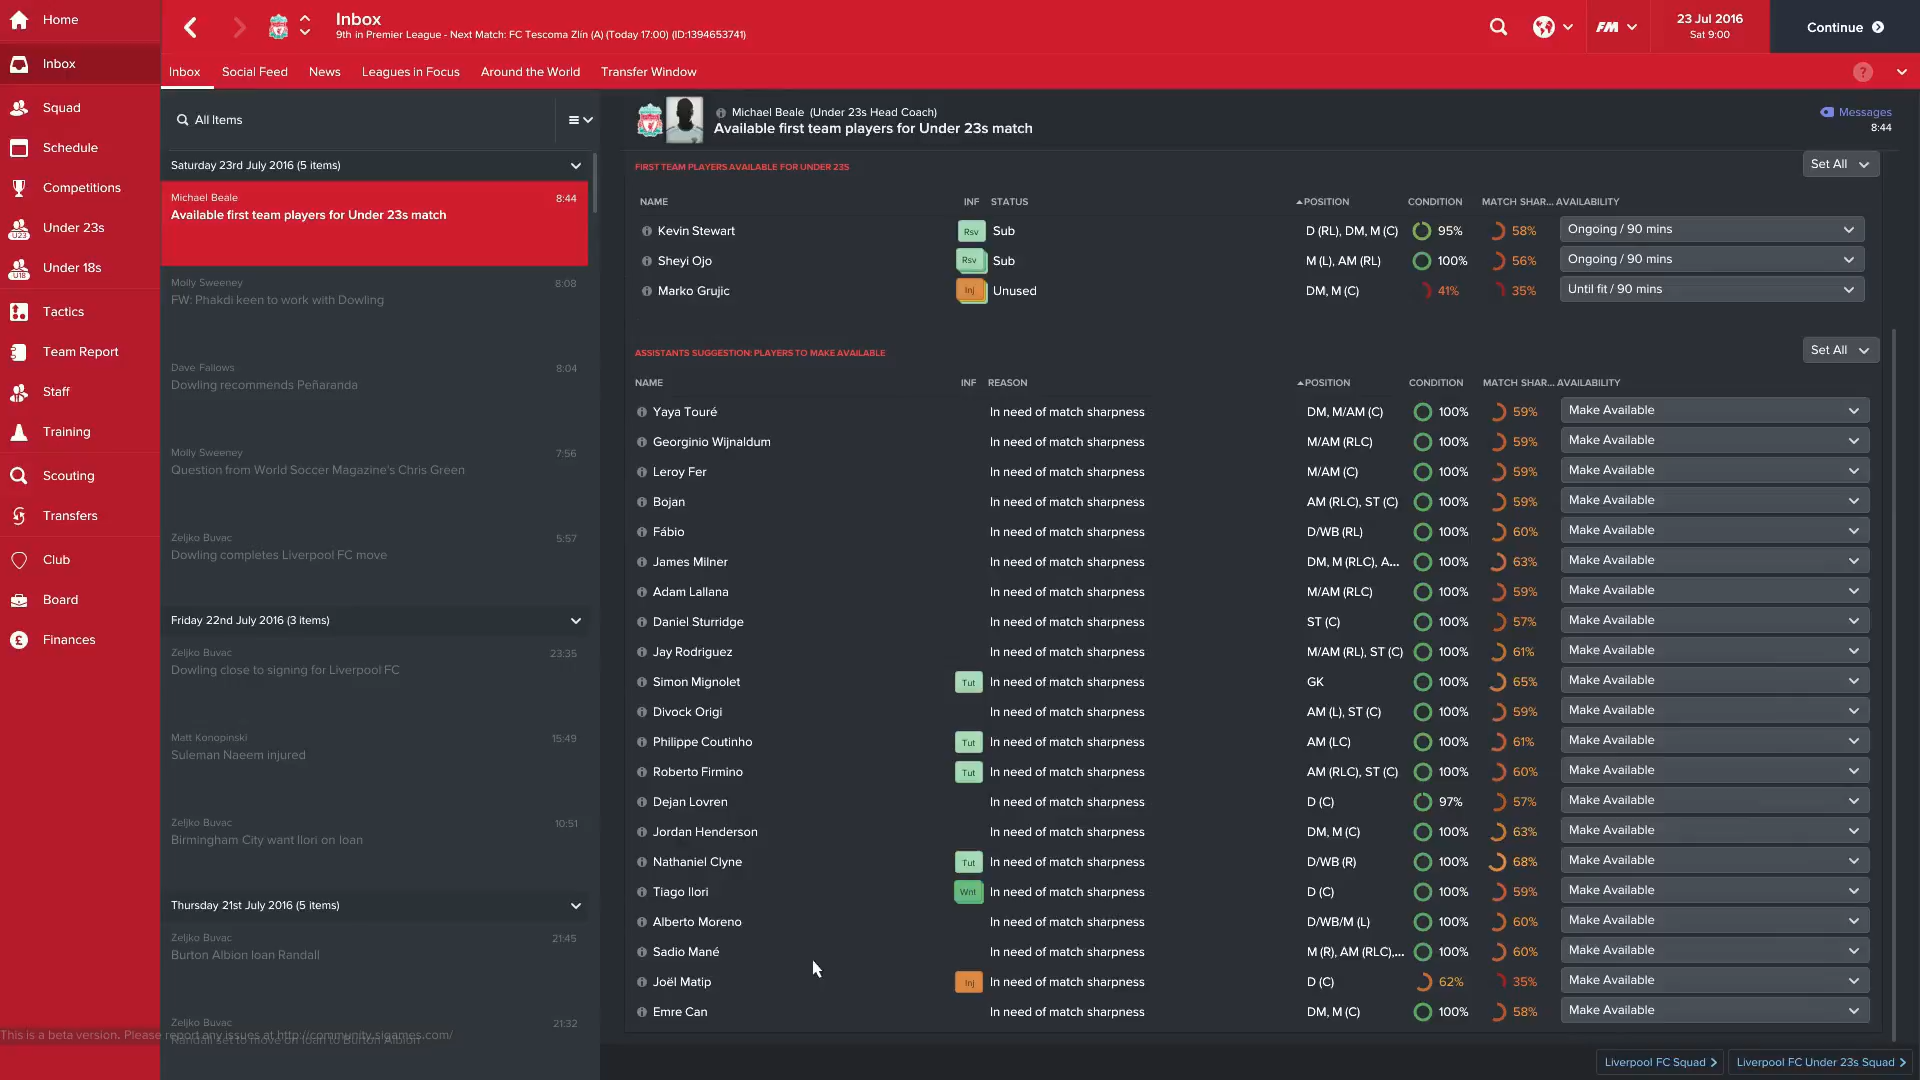 Home
Inbox
9th in Premier League - Next Match: FC Tescoma Zlín (A) (Today 17:00) (ID:1394653741)
FM
23 Jul 2016
Sat 9:00
Continue
Inbox
Squad
Schedule
Competitions
Under 23s
Under 18s
Tactics
Team Report
Staff
Training
Scouting
Transfers
Club
Board
Finances
Inbox Social Feed News Leagues in Focus Around the World Transfer Window
?
All Items
Saturday 23rd July 2016 (5 items)
Michael Beale 8:44
Available first team players for Under 23s match
Molly Sweeney 8:08
FW: Phakdi keen to work with Dowling
Dave Fallows 8:04
Dowling recommends Peñaranda
Molly Sweeney 7:56
Question from World Soccer Magazine's Chris Green
Zeljko Buvac 5:57
Dowling completes Liverpool FC move
Friday 22nd July 2016 (3 items)
Zeljko Buvac 23:35
Dowling close to signing for Liverpool FC
Matt Konopinski 15:49
Suleman Naeem injured
Zeljko Buvac 10:51
Birmingham City want Ilori on loan
Thursday 21st July 2016 (5 items)
Zeljko Buvac 21:45
Burton Albion loan Randall
Zeljko Buvac 21:32
Randall set to move on loan to Burton Albion
This is a beta version. Please report any issues at http://community.sigames.com/
Michael Beale (Under 23s Head Coach)
Available first team players for Under 23s match
Messages
8:44
FIRST TEAM PLAYERS AVAILABLE FOR UNDER 23S
Set All
NAME INF STATUS POSITION CONDITION MATCH SHAR... AVAILABILITY
Kevin Stewart Rsv Sub D (RL), DM, M (C) 95% 58% Ongoing / 90 mins
Sheyi Ojo Rsv Sub M (L), AM (RL) 100% 56% Ongoing / 90 mins
Marko Grujic Inj Unused DM, M (C) 41% 35% Until fit / 90 mins
ASSISTANTS SUGGESTION: PLAYERS TO MAKE AVAILABLE
Set All
NAME INF REASON POSITION CONDITION MATCH SHAR... AVAILABILITY
Yaya Touré In need of match sharpness DM, M/AM (C) 100% 59% Make Available
Georginio Wijnaldum In need of match sharpness M/AM (RLC) 100% 59% Make Available
Leroy Fer In need of match sharpness M/AM (C) 100% 59% Make Available
Bojan In need of match sharpness AM (RLC), ST (C) 100% 59% Make Available
Fábio In need of match sharpness D/WB (RL) 100% 60% Make Available
James Milner In need of match sharpness DM, M (RLC), A... 100% 63% Make Available
Adam Lallana In need of match sharpness M/AM (RLC) 100% 59% Make Available
Daniel Sturridge In need of match sharpness ST (C) 100% 57% Make Available
Jay Rodriguez In need of match sharpness M/AM (RL), ST (C) 100% 61% Make Available
Simon Mignolet Tut In need of match sharpness GK 100% 65% Make Available
Divock Origi In need of match sharpness AM (L), ST (C) 100% 59% Make Available
Philippe Coutinho Tut In need of match sharpness AM (LC) 100% 61% Make Available
Roberto Firmino Tut In need of match sharpness AM (RLC), ST (C) 100% 60% Make Available
Dejan Lovren In need of match sharpness D (C) 97% 57% Make Available
Jordan Henderson In need of match sharpness DM, M (C) 100% 63% Make Available
Nathaniel Clyne Tut In need of match sharpness D/WB (R) 100% 68% Make Available
Tiago Ilori Wnt In need of match sharpness D (C) 100% 59% Make Available
Alberto Moreno In need of match sharpness D/WB/M (L) 100% 60% Make Available
Sadio Mané In need of match sharpness M (R), AM (RLC),... 100% 60% Make Available
Joël Matip Inj In need of match sharpness D (C) 62% 35% Make Available
Emre Can In need of match sharpness DM, M (C) 100% 58% Make Available
Liverpool FC Squad
Liverpool FC Under 23s Squad